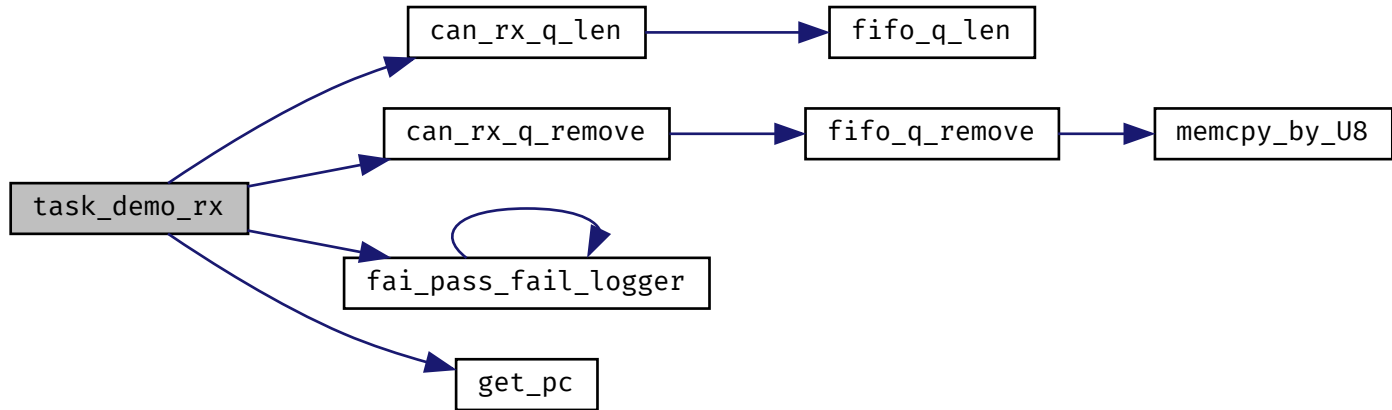 can_rx_q_len
fifo_q_len
can_rx_q_remove
fifo_q_remove
memcpy_by_U8
task_demo_rx
fai_pass_fail_logger
get_pc